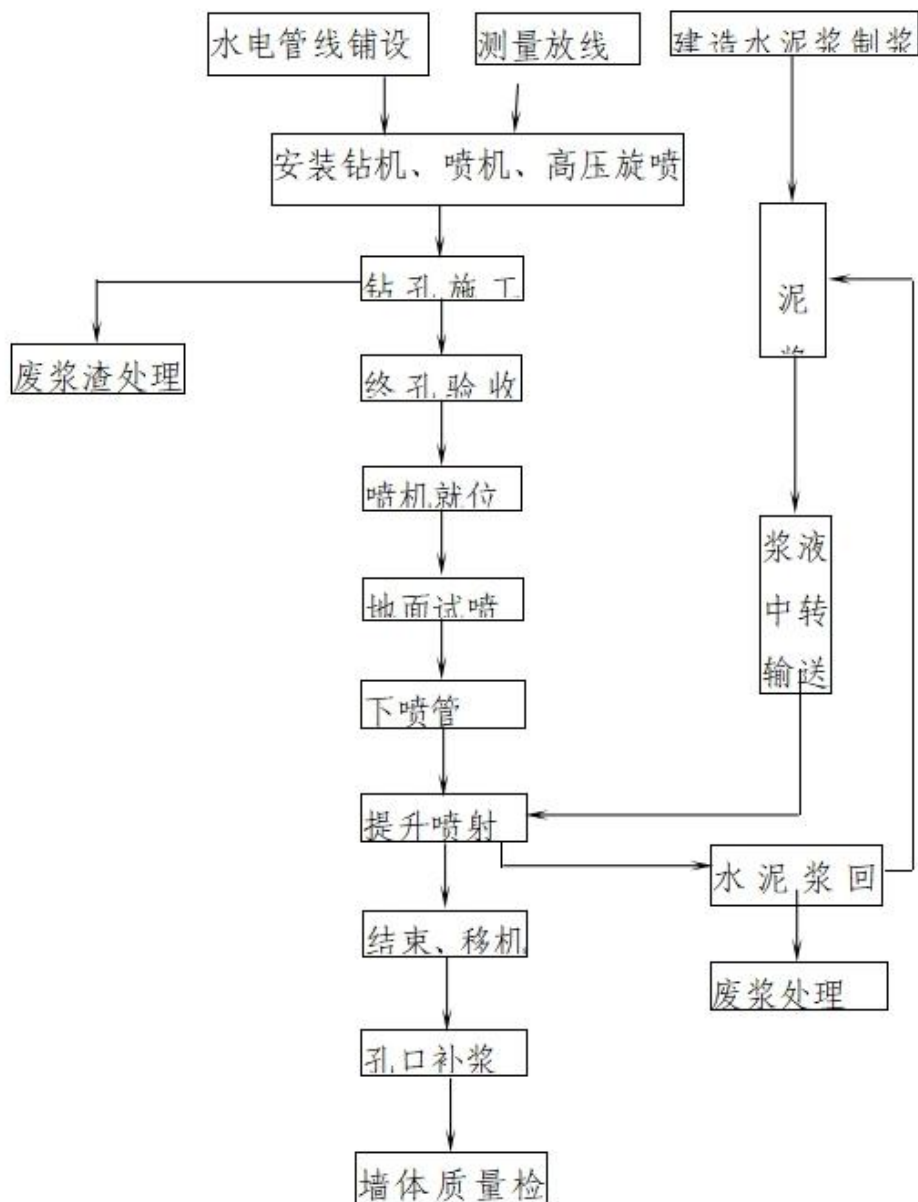 水电管线铺设
测量放线
建造水泥浆制浆
安装钻机、喷机、高压旋喷
钻孔施工
废浆渣处理
终孔验收
喷机就位
地面试喷
下喷管
提升喷射
结束、移机
孔口补浆
墙体质量检
泥
浆
浆液
中转
输送
水泥浆回
废浆处理